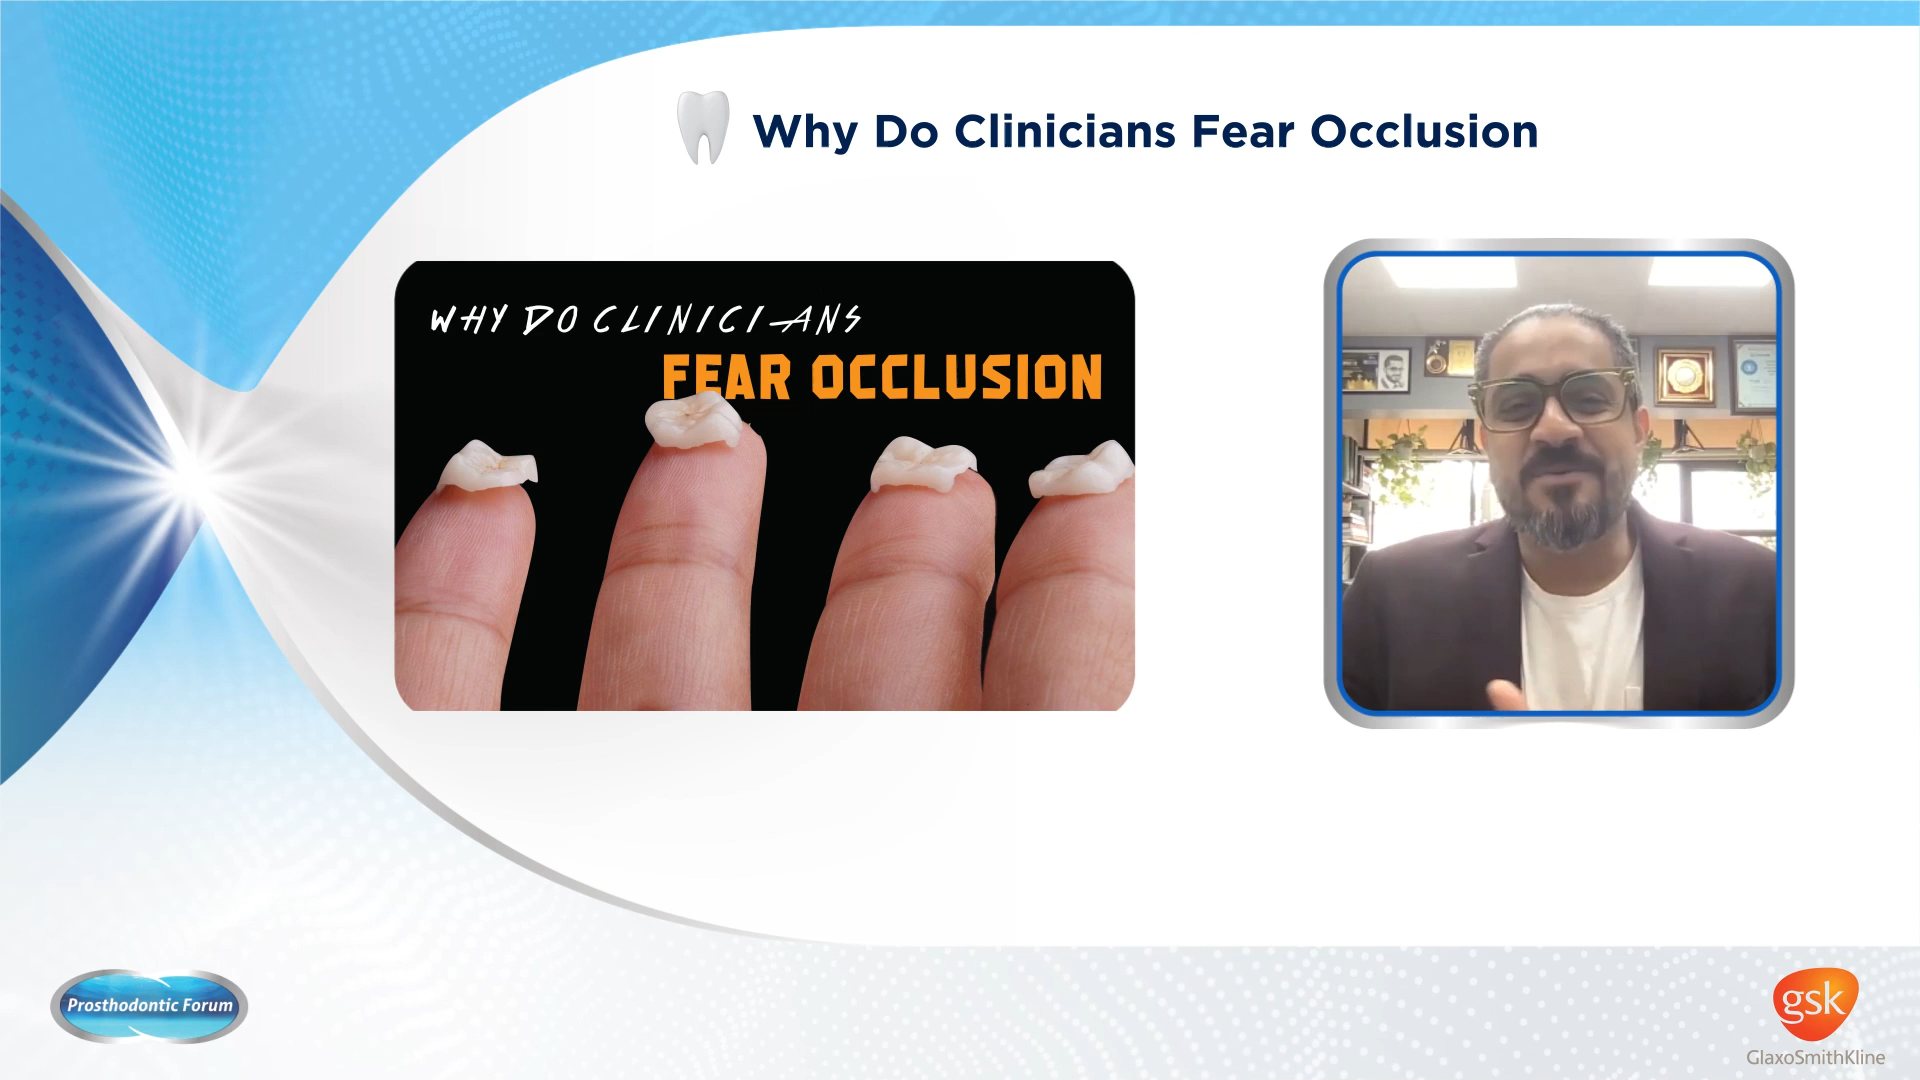 Why Do Clinicians Fear Occlusion
WHY DO CLINICIANS
FEAR OCCLUSION
Prosthodontic Forum
gsk
GlaxoSmithKline